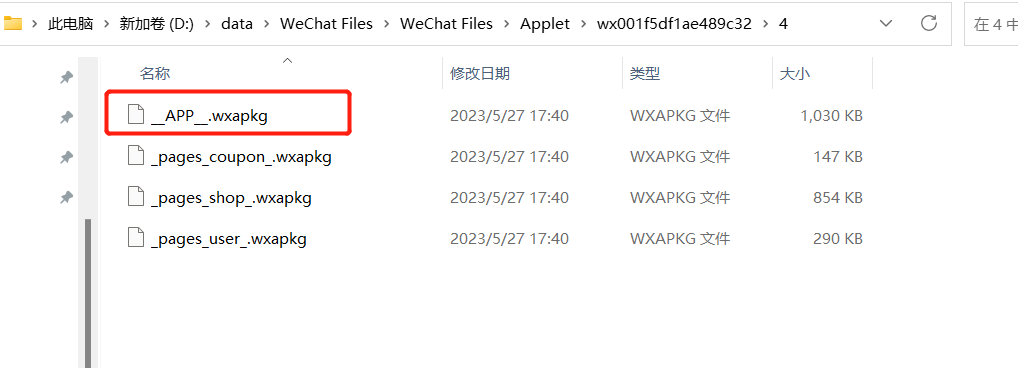 此电脑 > 新加卷 (D:) > data > WeChat Files > WeChat Files > Applet > wx001f5df1ae489c32 > 4
在 4 中
名称 修改日期 类型 大小
__APP__.wxapkg 2023/5/27 17:40 WXAPKG 文件 1,030 KB
_pages_coupon_.wxapkg 2023/5/27 17:40 WXAPKG 文件 147 KB
_pages_shop_.wxapkg 2023/5/27 17:40 WXAPKG 文件 854 KB
_pages_user_.wxapkg 2023/5/27 17:40 WXAPKG 文件 290 KB